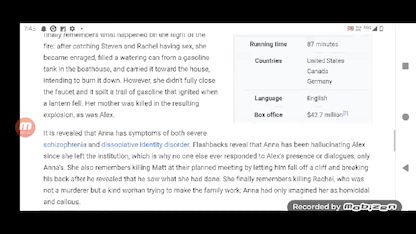 7:45
finally remembers what happened on the night of the
fire: after catching Steven and Rachel having sex, she
became enraged, filled a watering can from a gasoline
tank in the boathouse, and carried it toward the house,
intending to burn it down. However, she didn't fully close
the faucet and it spilt a trail of gasoline that ignited when
a lantern fell. Her mother was killed in the resulting
explosion, as was Alex.
Running time 87 minutes
Countries United States
Canada
Germany
Language English
Box office $42.7 million[2]
It is revealed that Anna has symptoms of both severe
schizophrenia and dissociative identity disorder. Flashbacks reveal that Anna has been hallucinating Alex
since she left the institution, which is why no one else ever responded to Alex's presence or dialogues, only
Anna's. She also remembers killing Matt at their planned meeting by letting him fall off a cliff and breaking
his back after he revealed that he saw what she had done. She finally remembers killing Rachel, who was
not a murderer but a kind woman trying to make the family work; Anna had only imagined her as homicidal
and callous.
Recorded by Mobizen